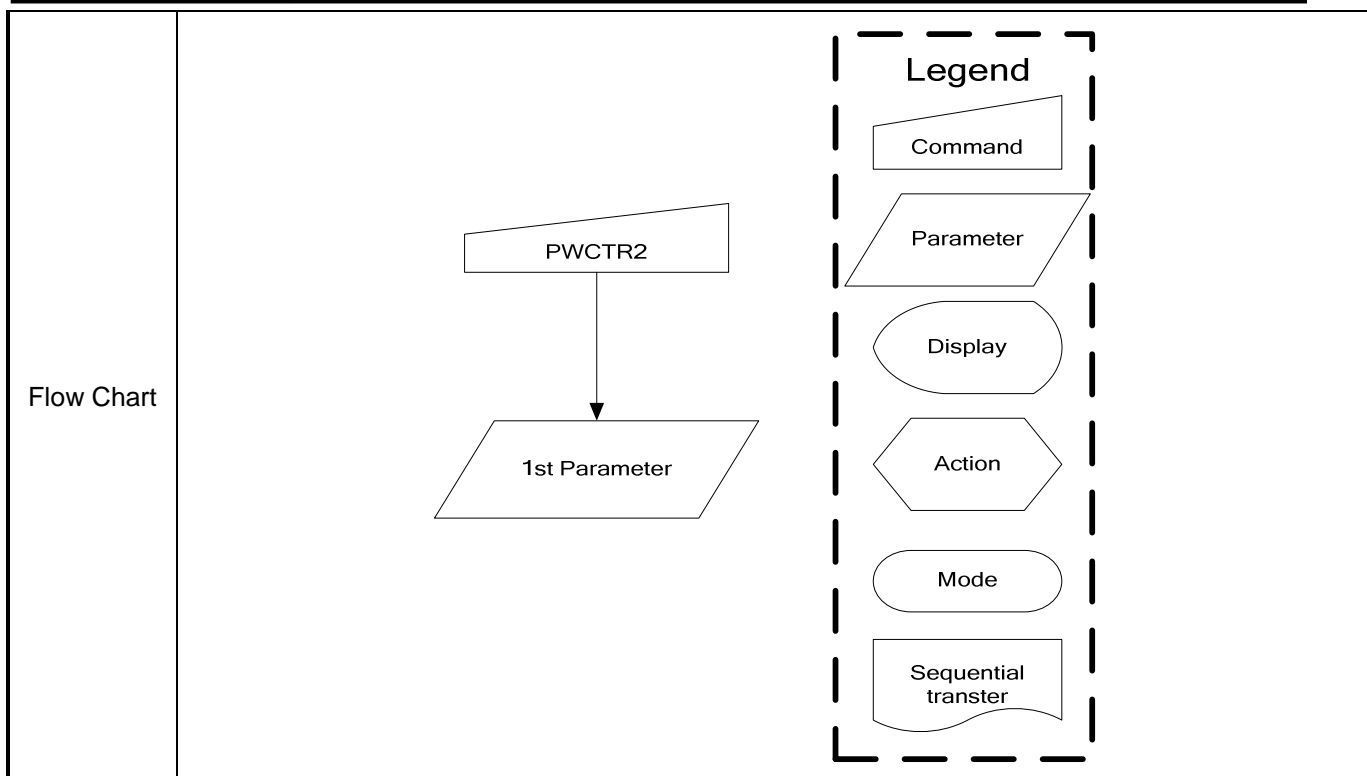 Flow Chart
PWCTR2
1st Parameter
Legend
Command
Parameter
Display
Action
Mode
Sequential
transter